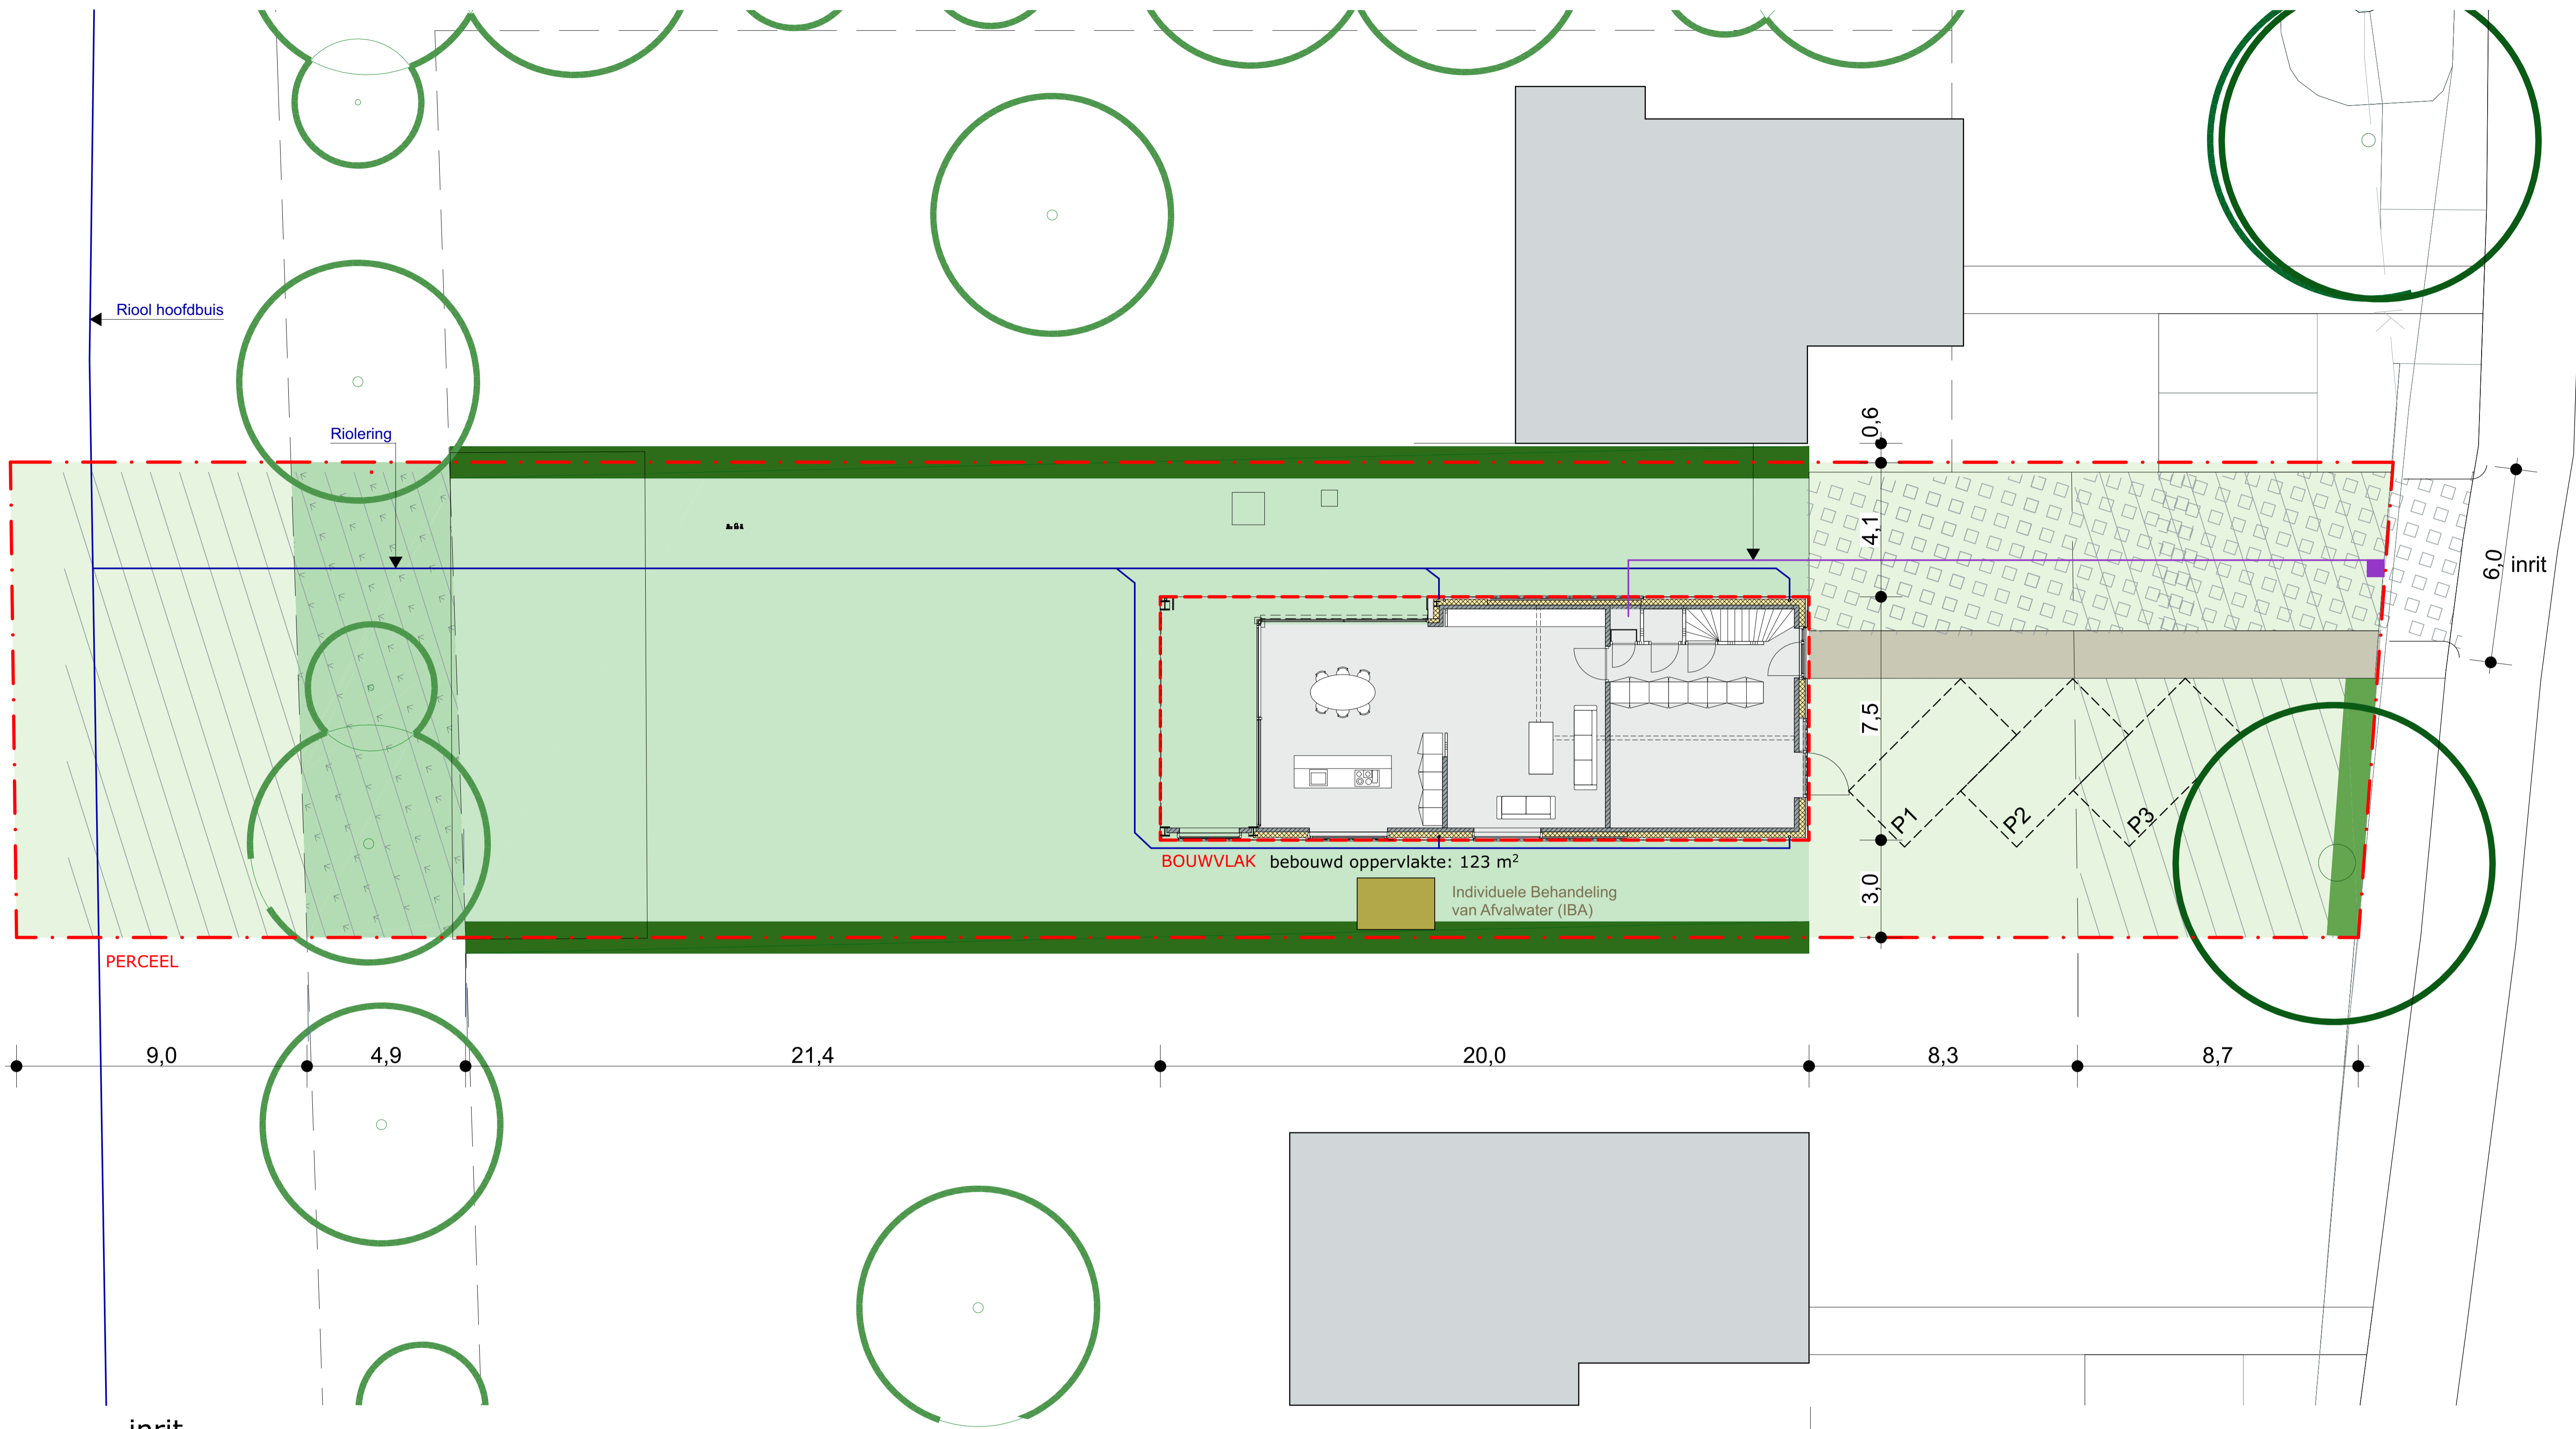 Riool hoofdbuis
Riolering
0,6
4,1
7,5
3,0
6,0
inrit
P1
P2
P3
BOUWVLAK bebouwd oppervlakte: 123 m²
Individuele Behandeling
van Afvalwater (IBA)
PERCEEL
9,0
4,9
21,4
20,0
8,3
8,7
inrit